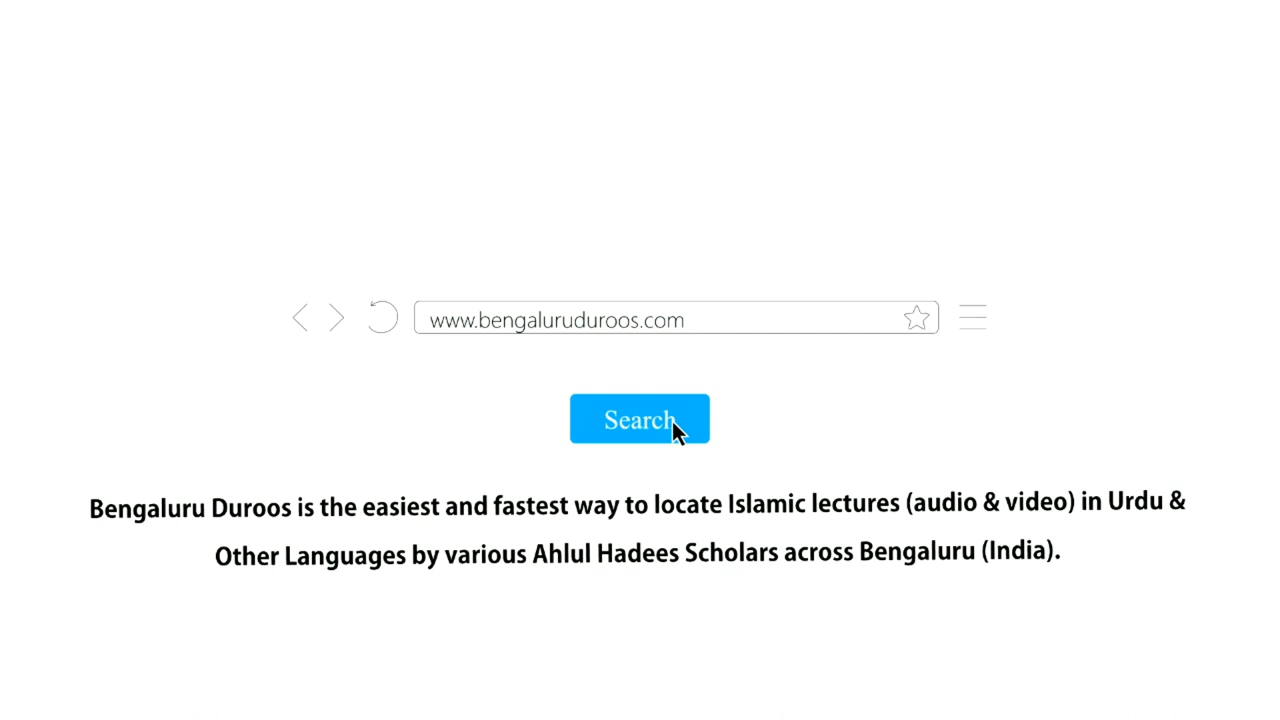 www.bengaluruduroos.com
Search
Bengaluru Duroos is the easiest and fastest way to locate Islamic lectures (audio & video) in Urdu &
Other Languages by various Ahlul Hadees Scholars across Bengaluru (India).